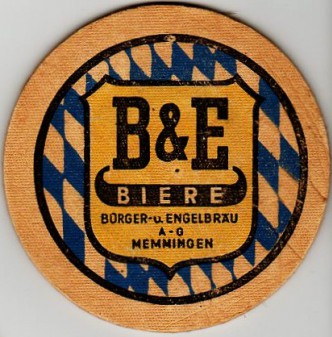 B&E
BIERE
BÜRGER-u. ENGELBRÄU
A-G
MEMMINGEN